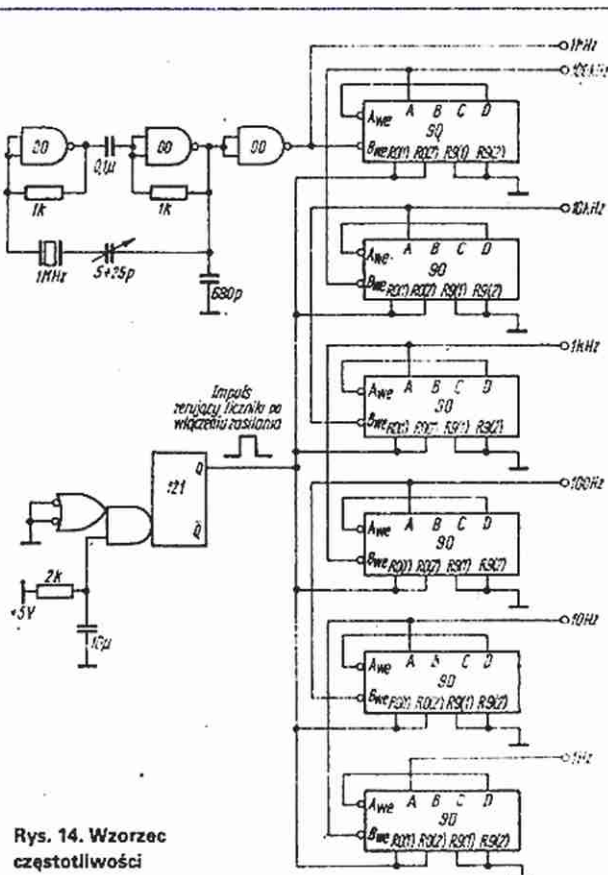 1MHz
100kHz
A B C D
Awe
90
Bwe R0(1) R0(2) R9(1) R9(2)
00
0,1μ
00
00
1k
1k
1MHz
5÷25p
680p
10kHz
A B C D
Awe
90
Bwe R0(1) R0(2) R9(1) R9(2)
1kHz
A B C D
Awe
90
Bwe R0(1) R0(2) R9(1) R9(2)
Impuls
zerujący liczniki po
włączeniu zasilania
121
Q
Q̅
2k
+5V
10μ
100Hz
A B C D
Awe
90
Bwe R0(1) R0(2) R9(1) R9(2)
10Hz
A B C D
Awe
90
Bwe R0(1) R0(2) R9(1) R9(2)
1Hz
A B C D
Awe
90
Bwe R0(1) R0(2) R9(1) R9(2)
Rys. 14. Wzorzec
częstotliwości